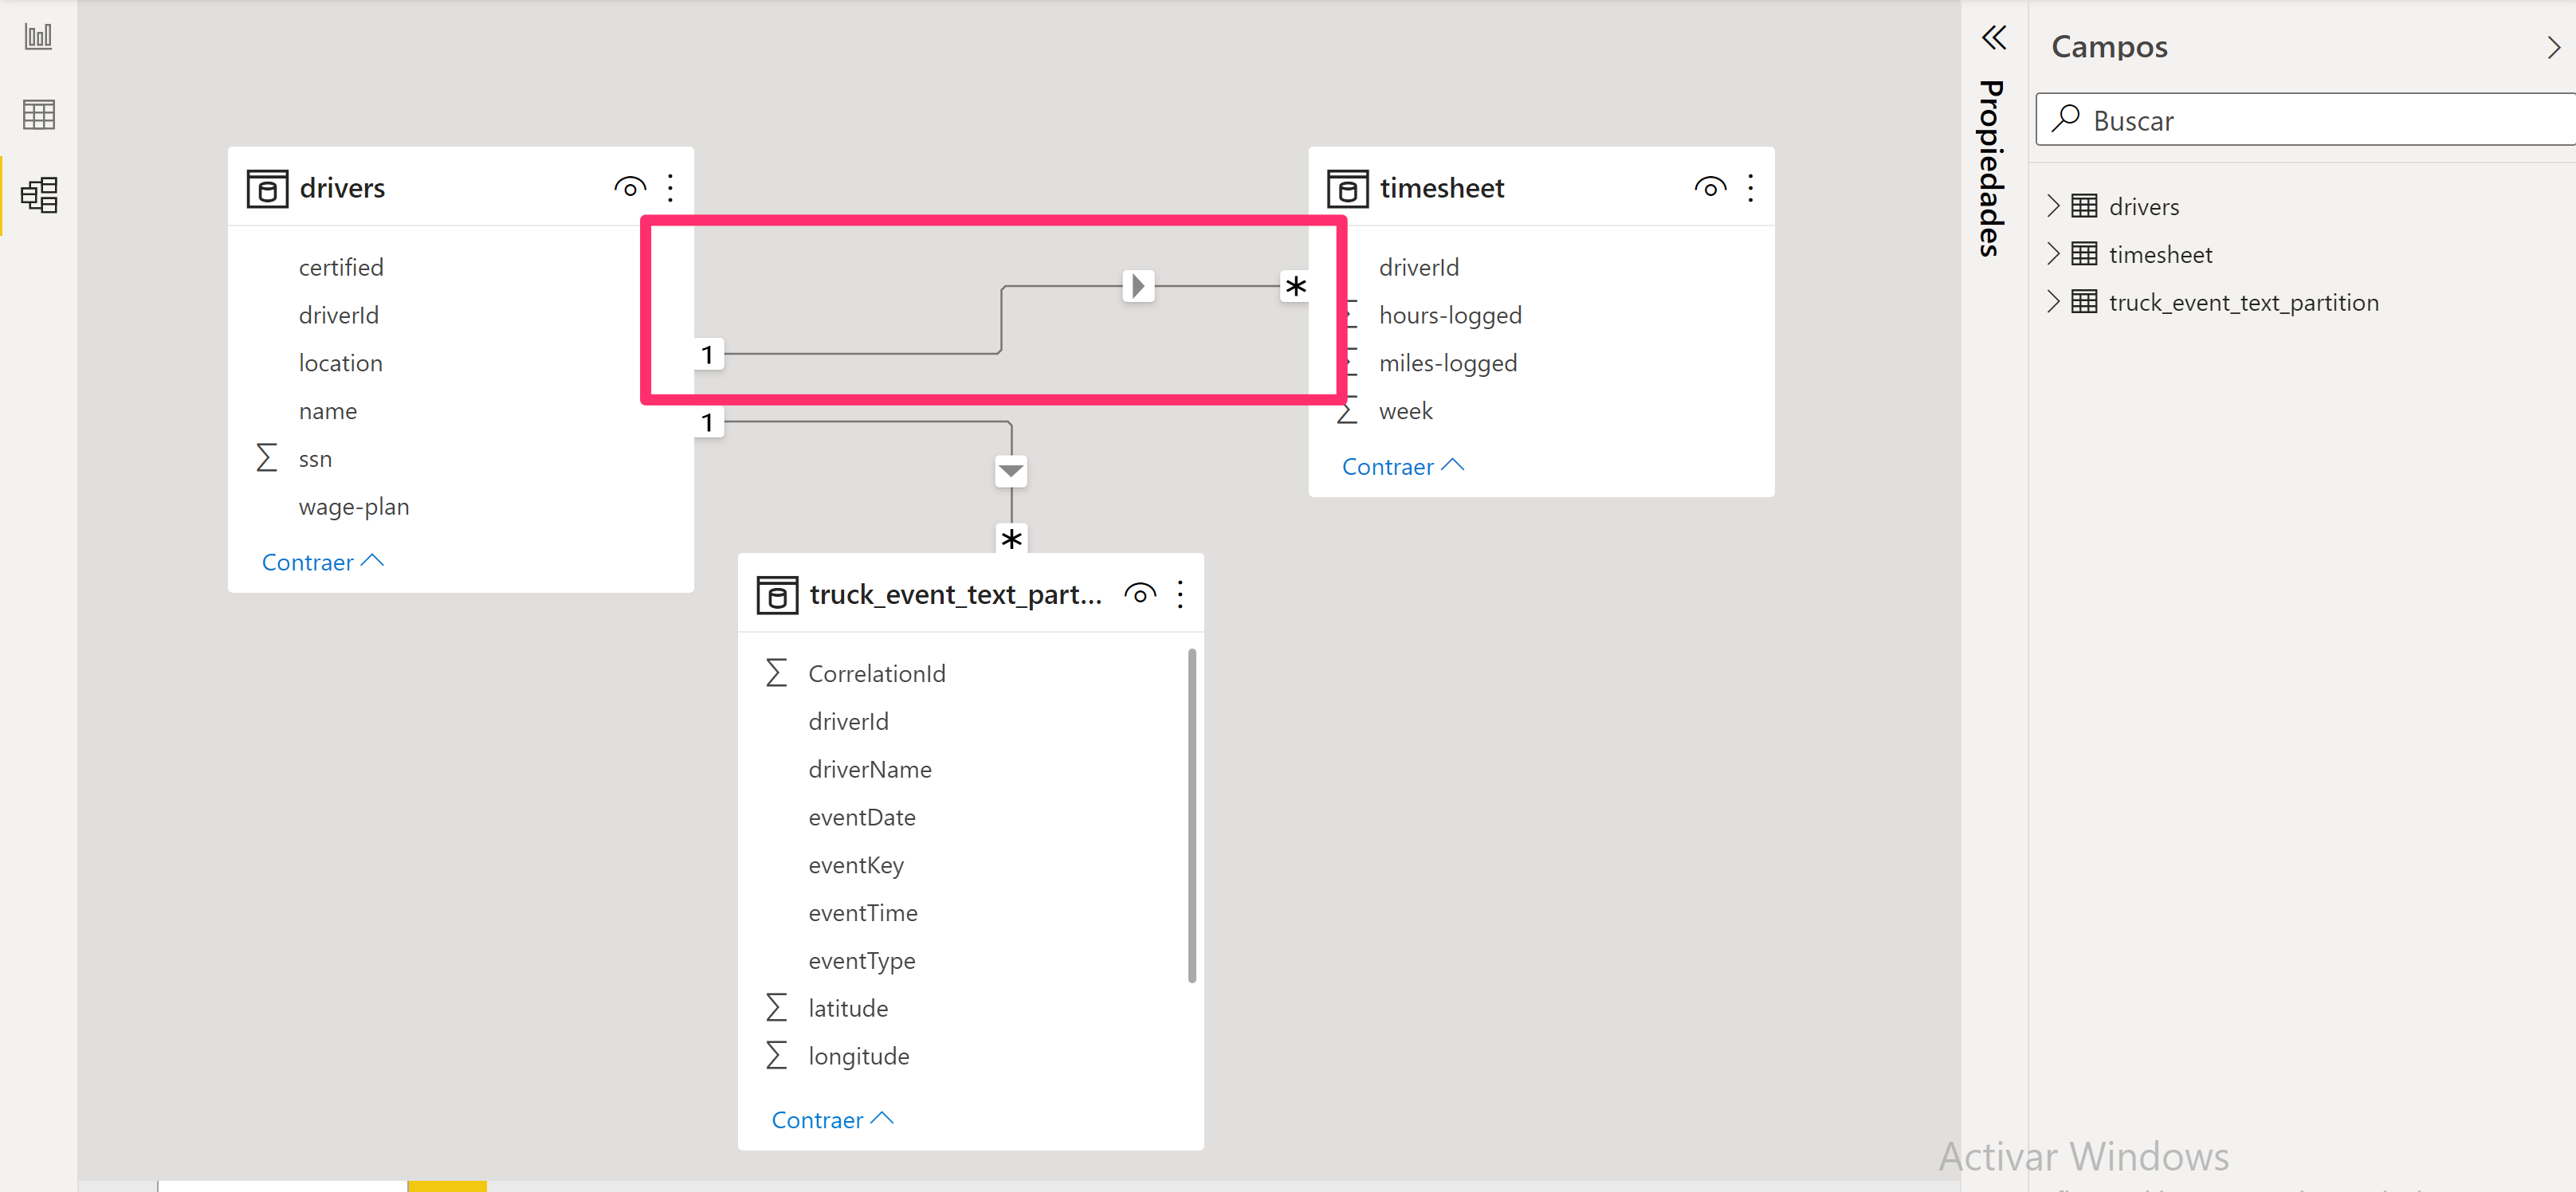 drivers
certified
driverId
location
name
ssn
wage-plan
Contraer
1
*
1
*
timesheet
driverId
hours-logged
miles-logged
week
Contraer
truck_event_text_part...
CorrelationId
driverId
driverName
eventDate
eventKey
eventTime
eventType
latitude
longitude
Contraer
Propiedades
Campos
Buscar
drivers
timesheet
truck_event_text_partition
Activar Windows